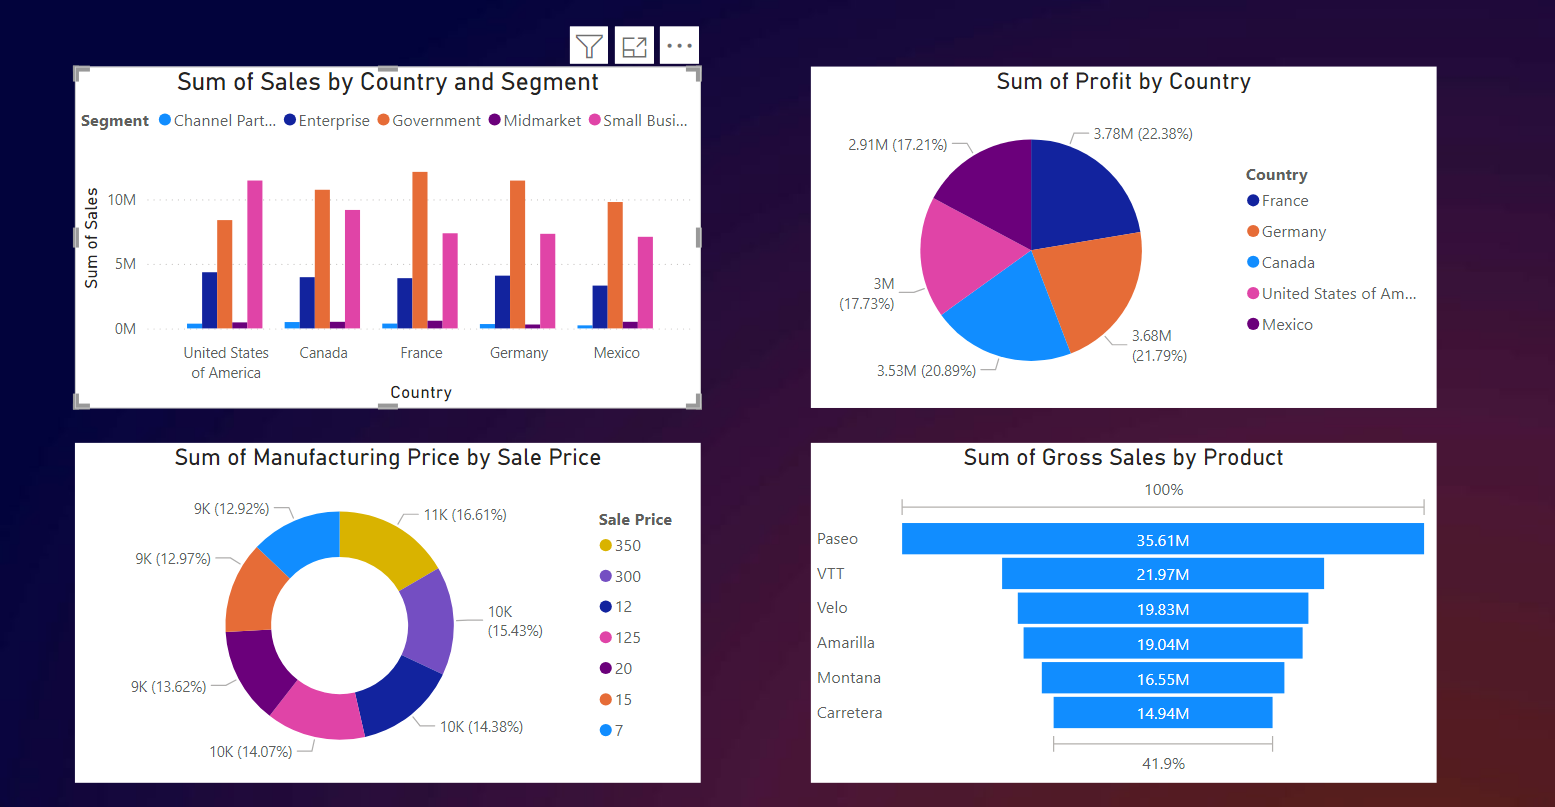 Sum of Sales by Country and Segment
Segment Channel Part... Enterprise Government Midmarket Small Busi...
Sum of Sales
10M
5M
0M
United States
of America
Canada
France
Germany
Mexico
Country
Sum of Profit by Country
3.78M (22.38%)
2.91M (17.21%)
3M
(17.73%)
3.53M (20.89%)
3.68M
(21.79%)
Country
France
Germany
Canada
United States of Am...
Mexico
Sum of Manufacturing Price by Sale Price
9K (12.92%)
11K (16.61%)
9K (12.97%)
10K
(15.43%)
9K (13.62%)
10K (14.38%)
10K (14.07%)
Sale Price
350
300
12
125
20
15
7
Sum of Gross Sales by Product
100%
Paseo 35.61M
VTT 21.97M
Velo 19.83M
Amarilla 19.04M
Montana 16.55M
Carretera 14.94M
41.9%